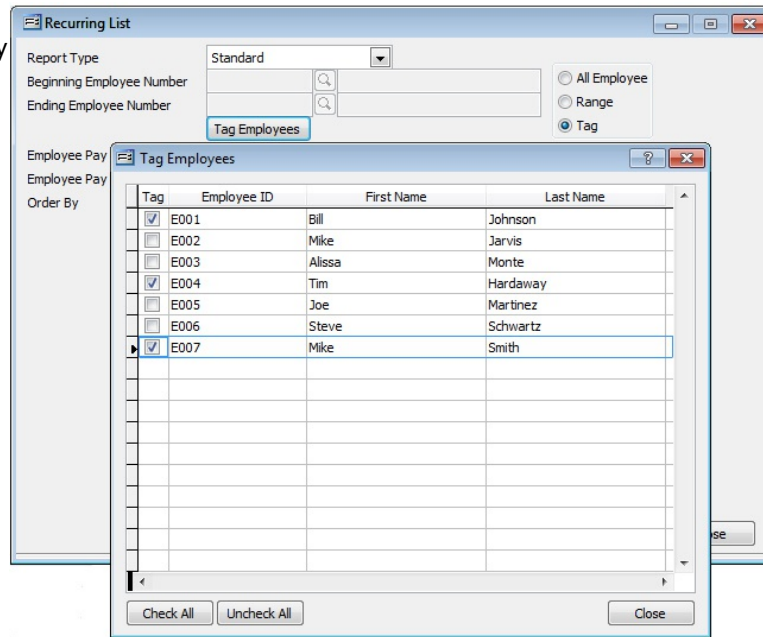 Recurring List
y
Report Type Standard
Beginning Employee Number All Employee
Ending Employee Number Range
Tag Employees Tag
Employee Pay
Employee Pay
Order By
Tag Employees ?
Tag Employee ID First Name Last Name
E001 Bill Johnson
E002 Mike Jarvis
E003 Alissa Monte
E004 Tim Hardaway
E005 Joe Martinez
E006 Steve Schwartz
E007 Mike Smith
se
Check All Uncheck All Close